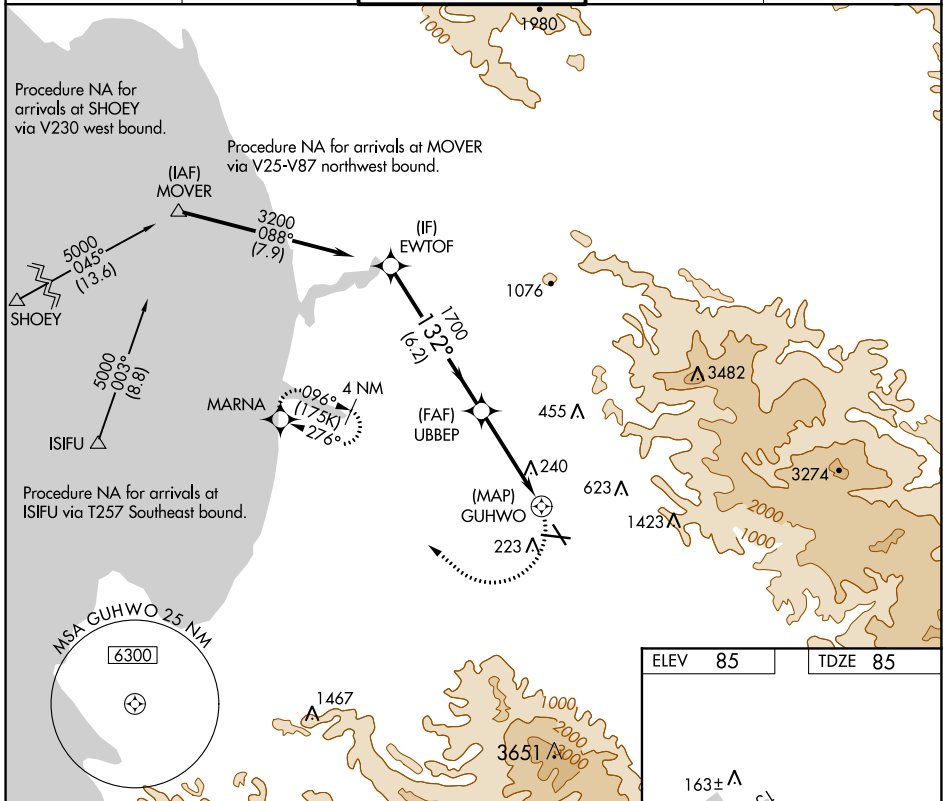 1000
1980
Procedure NA for
arrivals at SHOEY
via V230 west bound.
Procedure NA for arrivals at MOVER
via V25-V87 northwest bound.
(IAF)
MOVER
3200
088°
(7.9)
(IF)
EWTOF
5000
045°
(13.6)
SHOEY
1076
1700
132°
(6.2)
5000
003°
(8.8)
3482
MARNA
096°
4 NM
(175K)
276°
(FAF)
UBBEP
455
ISIFU
240
3274
623
(MAP)
GUHWO
Procedure NA for arrivals at
ISIFU via T257 Southeast bound.
2000
1423
1000
223
MSA GUHWO 25 NM
6300
ELEV 85
TDZE 85
1467
1000
2000
3000
3651
163±